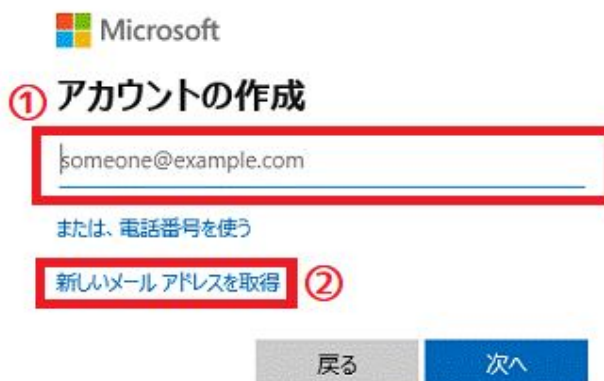 Microsoft
① アカウントの作成
someone@example.com
または、電話番号を使う
新しいメール アドレスを取得 ②
戻る 次へ